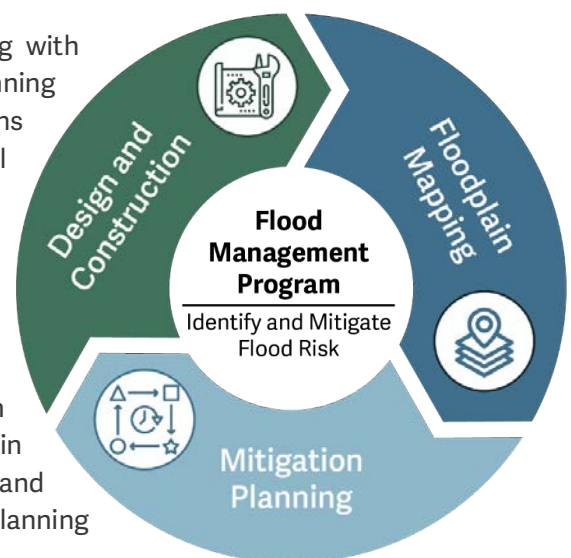 g with
nning
ns
l
n
in
and
lanning
Design and
Construction
Floodplain
Mapping
Flood
Management
Program
Identify and Mitigate
Flood Risk
Mitigation
Planning